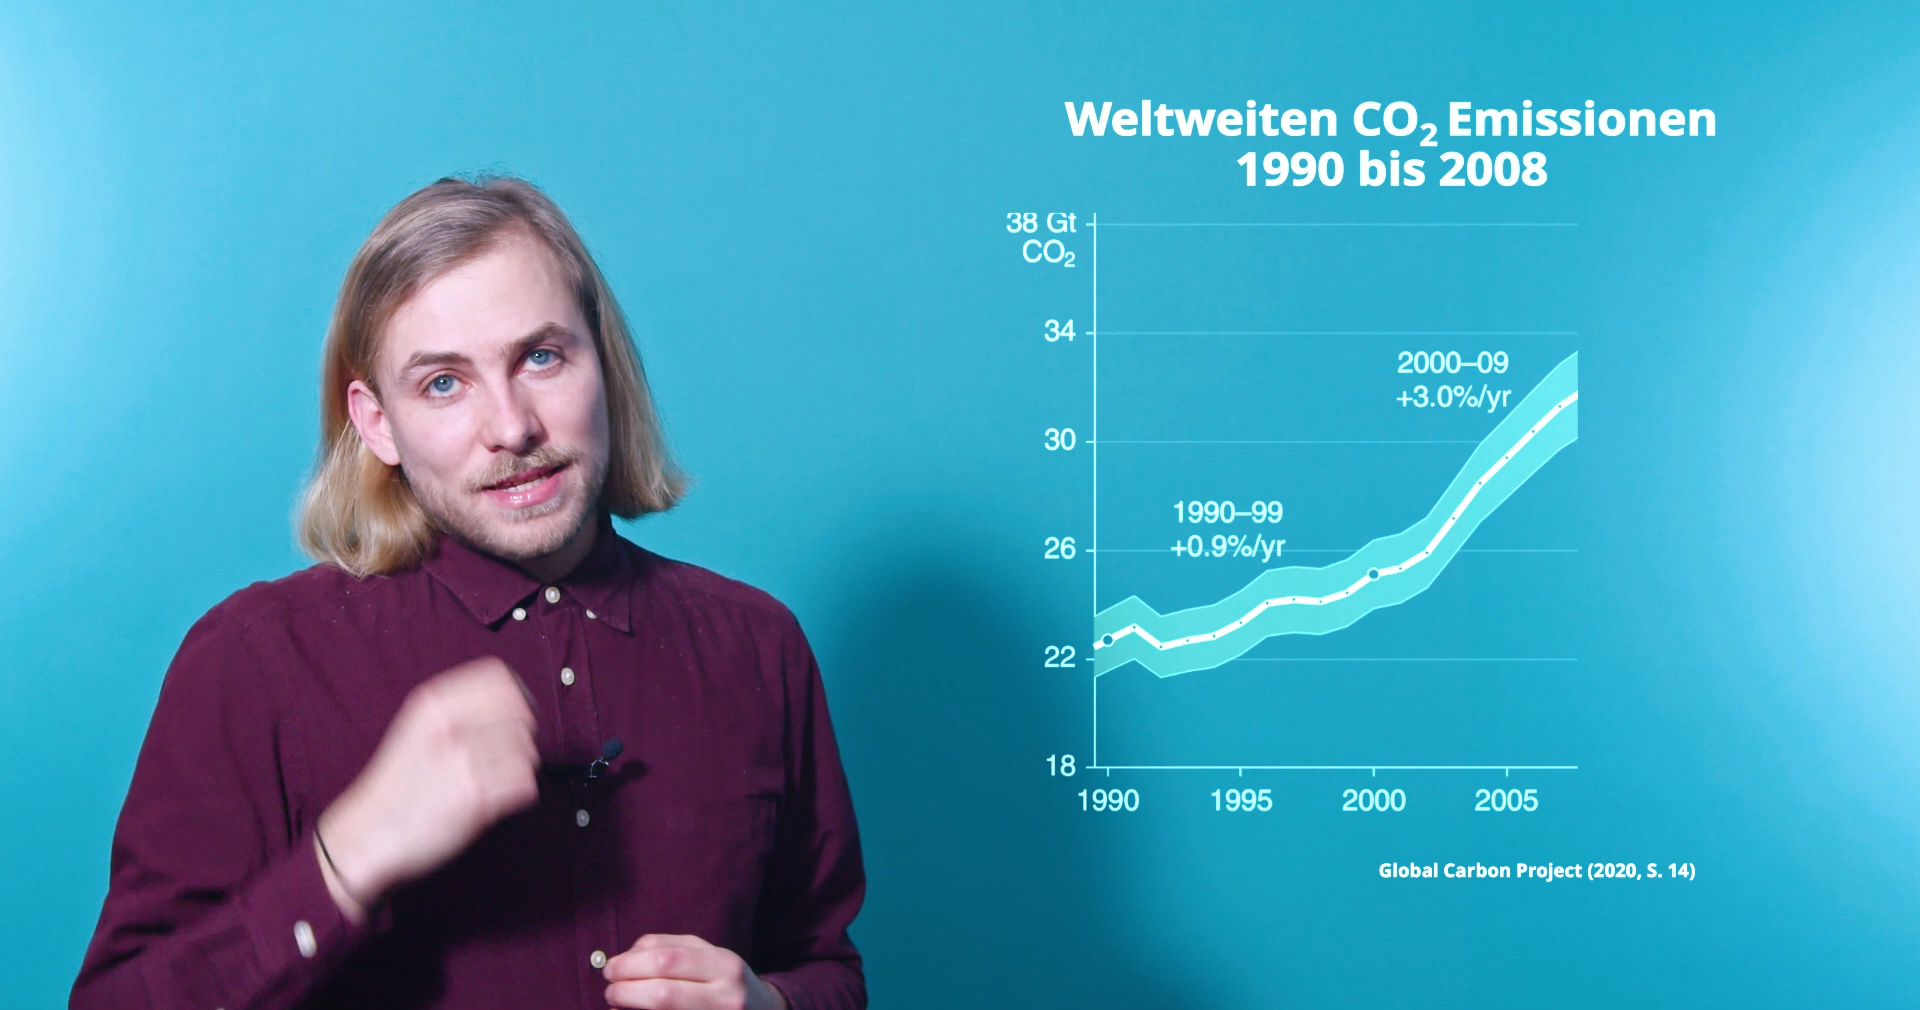 Weltweiten CO₂ Emissionen
1990 bis 2008
38 Gt
CO₂
34
2000–09
+3.0%/yr
30
1990–99
+0.9%/yr
26
22
18
1990 1995 2000 2005
Global Carbon Project (2020, S. 14)